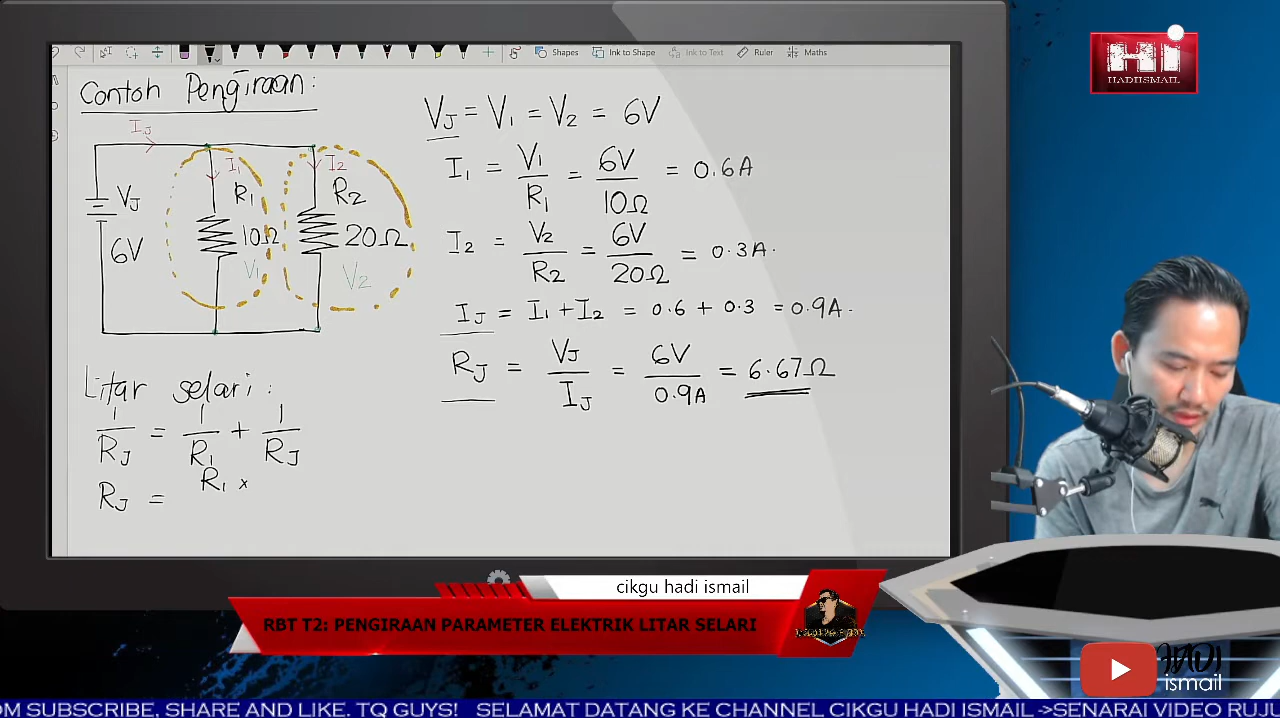 Shapes Ink to Shape Ink to Text Ruler Maths
Contoh Pengiraan:
IJ
I1
I2
VJ
R1
R2
6V
10Ω
20Ω
V1
V2
VJ = V1 = V2 = 6V
I1 = V1/R1 = 6V/10Ω = 0.6A
I2 = V2/R2 = 6V/20Ω = 0.3A.
IJ = I1 + I2 = 0.6 + 0.3 = 0.9A.
RJ = VJ/IJ = 6V/0.9A = 6.67Ω
Litar selari:
1/RJ = 1/R1 + 1/RJ
RJ = R1 ×
Hi
HADIISMAIL
cikgu hadi ismail
RBT T2: PENGIRAAN PARAMETER ELEKTRIK LITAR SELARI
HADI
ismail
OM SUBSCRIBE, SHARE AND LIKE. TQ GUYS! SELAMAT DATANG KE CHANNEL CIKGU HADI ISMAIL ->SENARAI VIDEO RUJU